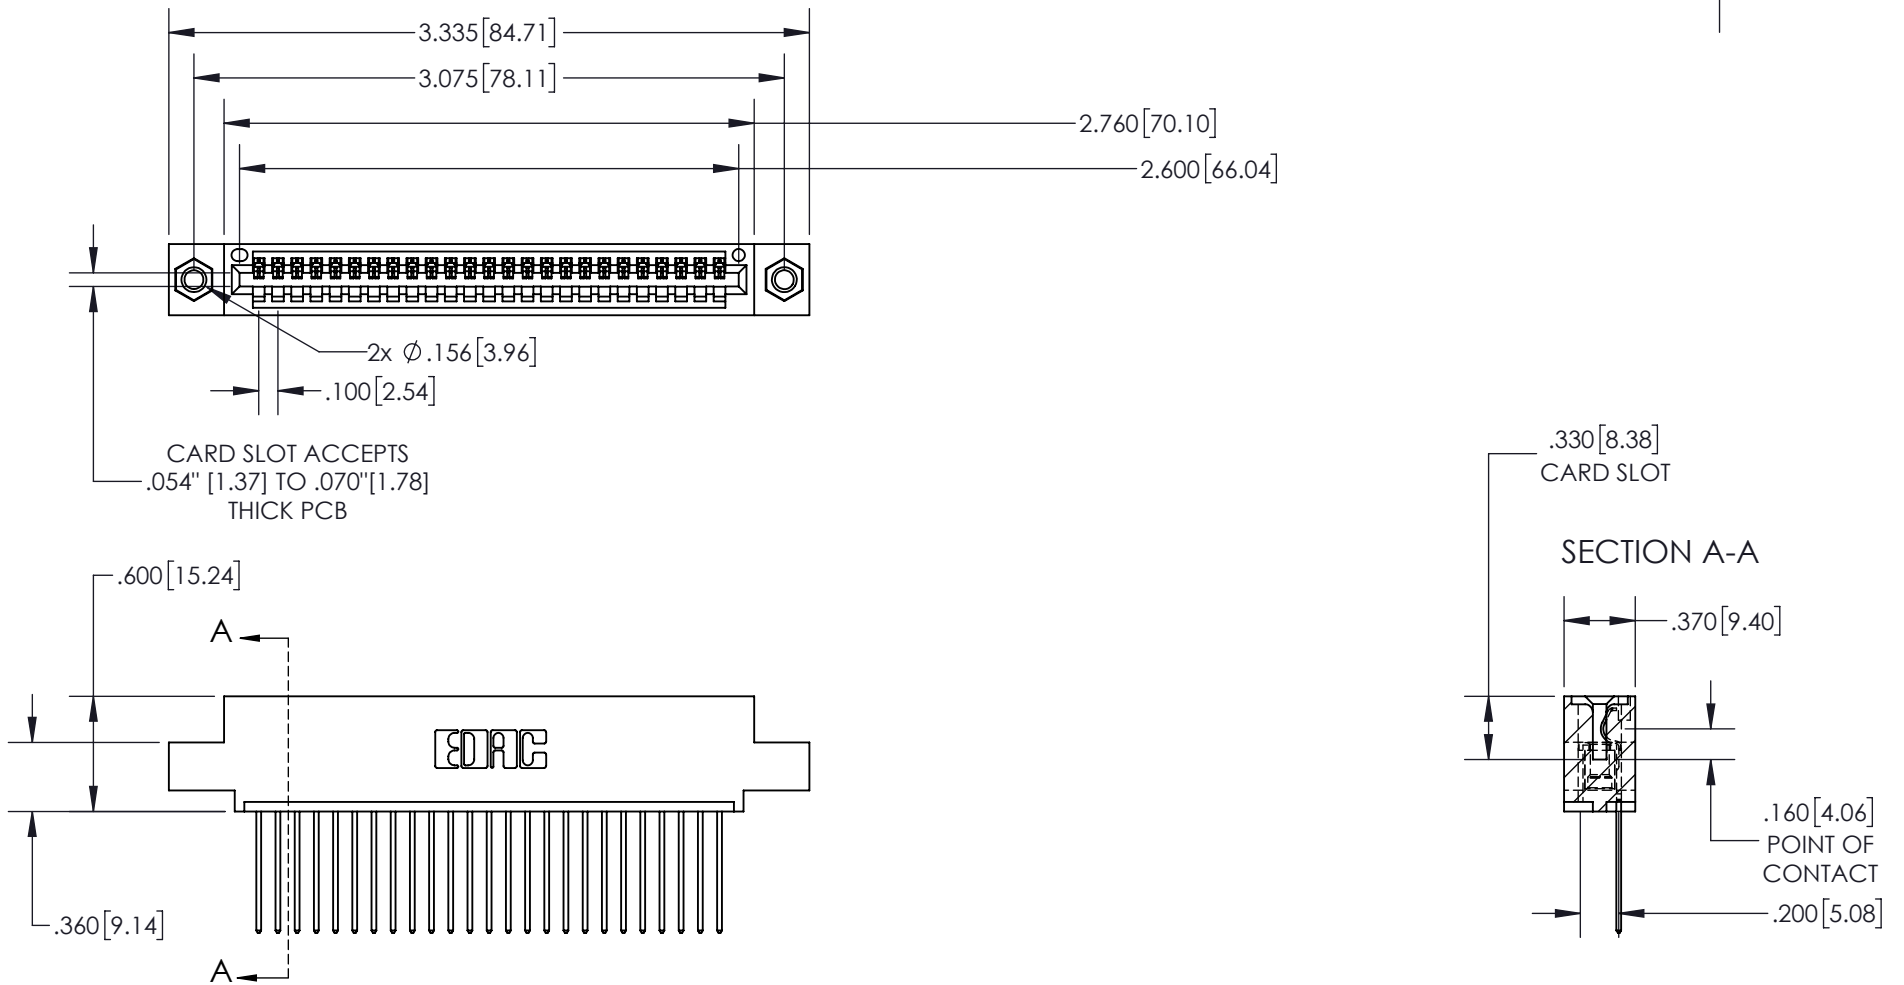 3.335[84.71]
3.075[78.11]
2.760[70.10]
2.600[66.04]
2x ∅.156[3.96]
.100[2.54]
CARD SLOT ACCEPTS
.054" [1.37] TO .070"[1.78]
THICK PCB
.330[8.38]
CARD SLOT
SECTION A-A
.600[15.24]
A
.370[9.40]
EDAC
.160[4.06]
POINT OF
CONTACT
.360[9.14]
.200[5.08]
A